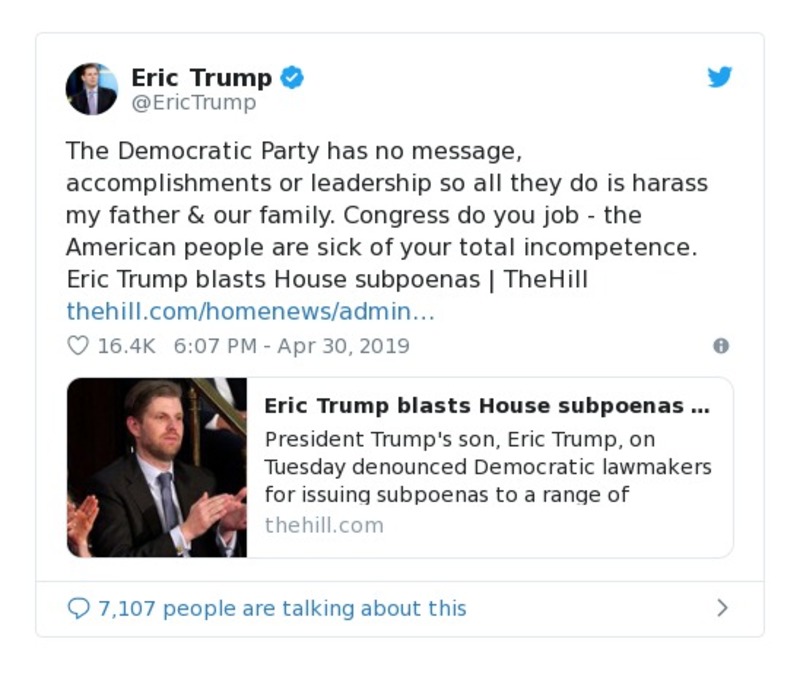 Eric Trump
@EricTrump
The Democratic Party has no message,
accomplishments or leadership so all they do is harass
my father & our family. Congress do you job - the
American people are sick of your total incompetence.
Eric Trump blasts House subpoenas | TheHill
thehill.com/homenews/admin…
16.4K 6:07 PM - Apr 30, 2019
Eric Trump blasts House subpoenas …
President Trump's son, Eric Trump, on
Tuesday denounced Democratic lawmakers
for issuing subpoenas to a range of
thehill.com
7,107 people are talking about this